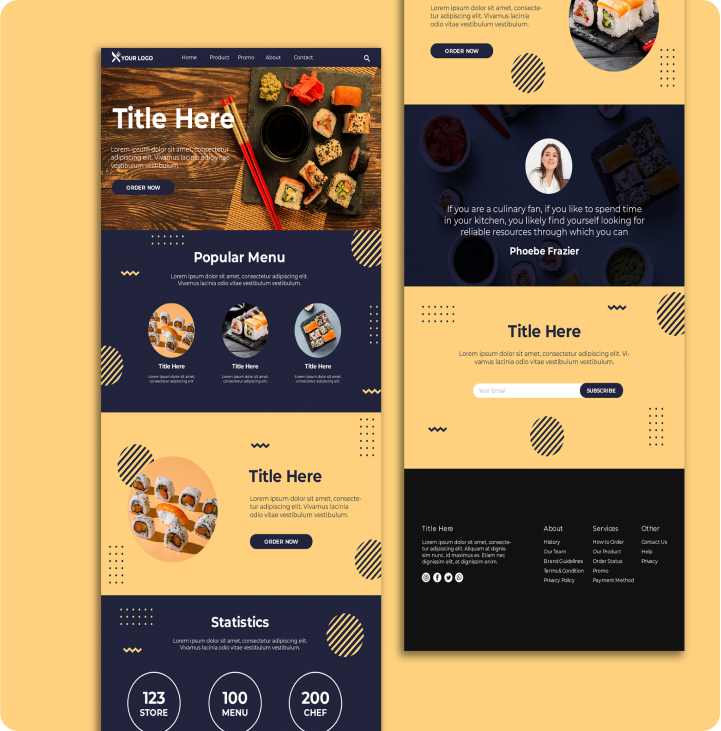 YOUR LOGO
Home Product Promo About Contact
Title Here
Lorem ipsum dolor sit amet, consectetur
adipiscing elit. Vivamus lacinia odio vitae
vestibulum vestibulum.
ORDER NOW
Popular Menu
Lorem ipsum dolor sit amet, consectetur adipiscing elit.
Vivamus lacinia odio vitae vestibulum vestibulum.
Title Here
Lorem ipsum dolor sit amet,
consectetur adipiscing elit.
Title Here
Lorem ipsum dolor sit amet,
consectetur adipiscing elit.
Title Here
Lorem ipsum dolor sit amet,
consectetur adipiscing elit.
Title Here
Lorem ipsum dolor sit amet, consecte-
tur adipiscing elit. Vivamus lacinia
odio vitae vestibulum vestibulum.
ORDER NOW
Statistics
Lorem ipsum dolor sit amet, consectetur adipiscing elit.
Vivamus lacinia odio vitae vestibulum vestibulum.
123
STORE
100
MENU
200
CHEF
Lorem ipsum dolor sit amet, consecte-
tur adipiscing elit. Vivamus lacinia
odio vitae vestibulum vestibulum.
ORDER NOW
If you are a culinary fan, if you like to spend time
in your kitchen, you likely find yourself looking for
reliable resources through which you can
Phoebe Frazier
Title Here
Lorem ipsum dolor sit amet, consectetur adipiscing elit. Vi-
vamus lacinia odio vitae vestibulum vestibulum.
Your Email
SUBSCRIBE
Title Here
Lorem ipsum dolor sit amet, consecte-
tur adipiscing elit. Aliquam at dignis-
sim nunc, id maximus ex. Etiam nec
dignissim elit, at dignissim enim.
About
History
Our Team
Brand Guidelines
Terms & Condition
Privacy Policy
Services
How to Order
Our Product
Order Status
Promo
Payment Method
Other
Contact Us
Help
Privacy